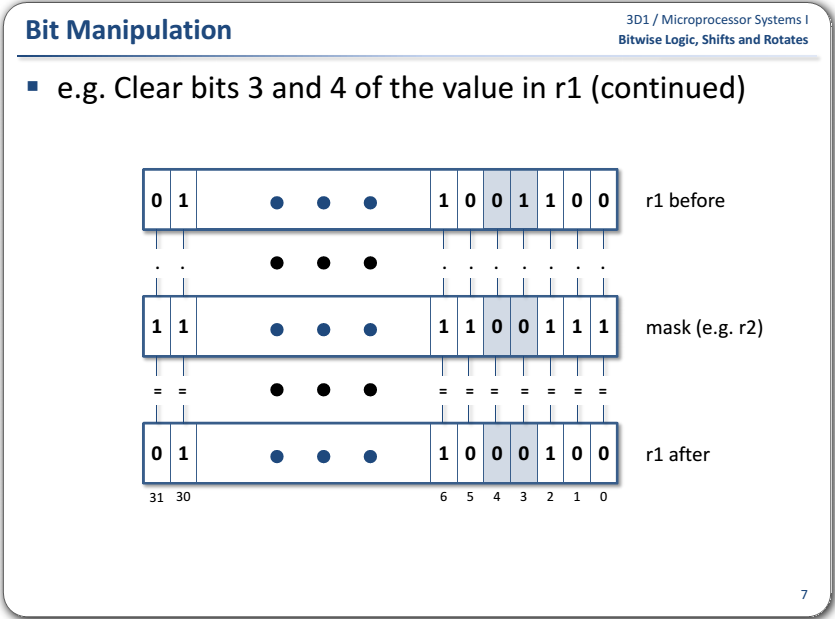 Bit Manipulation
3D1 / Microprocessor Systems I
Bitwise Logic, Shifts and Rotates
e.g. Clear bits 3 and 4 of the value in r1 (continued)
0 1 1 0 0 1 1 0 0 r1 before
. . . . . . . . .
1 1 1 1 0 0 1 1 1 mask (e.g. r2)
= = = = = = = = =
0 1 1 0 0 0 1 0 0 r1 after
31 30 6 5 4 3 2 1 0
7